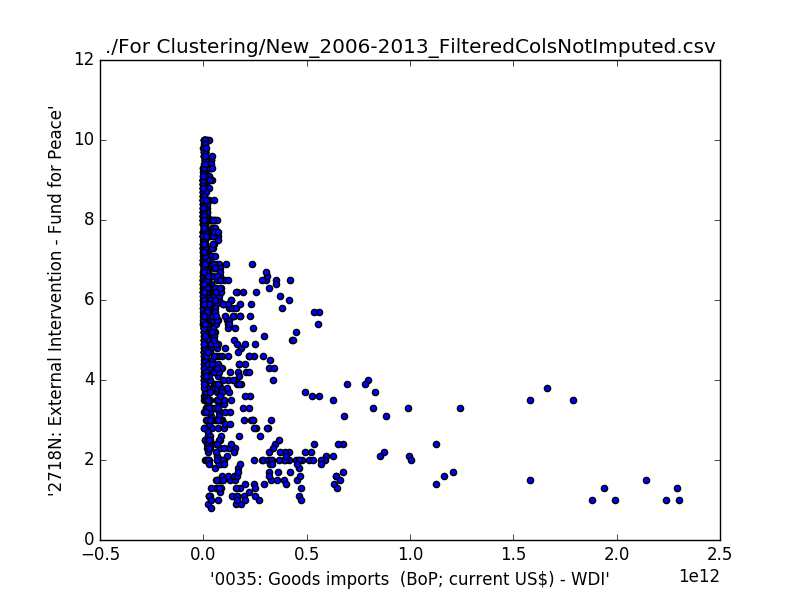 ./For Clustering/New_2006-2013_FilteredColsNotImputed.csv
12
10
8
6
4
2
0
'2718N: External Intervention - Fund for Peace'
−0.5 0.0 0.5 1.0 1.5 2.0 2.5
1e12
'0035: Goods imports  (BoP; current US$) - WDI'